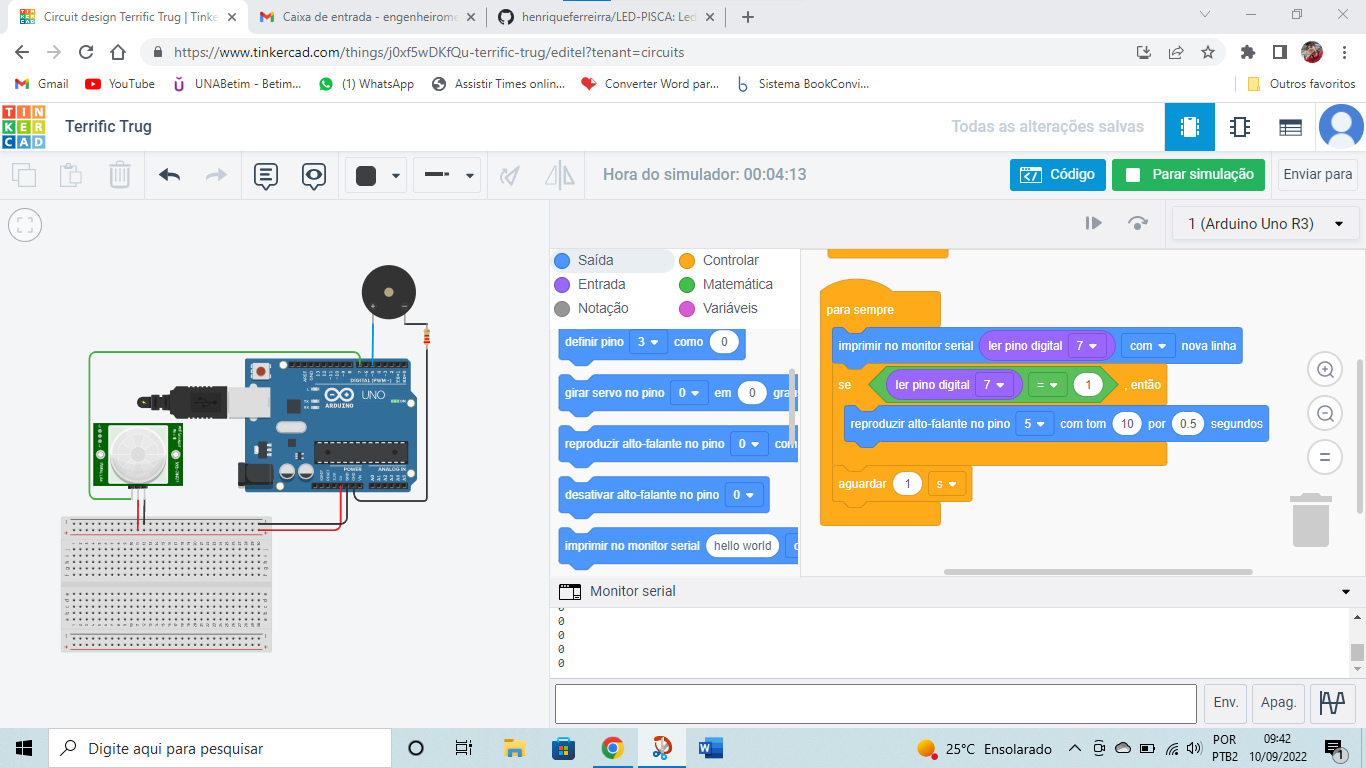 Circuit design Terrific Trug | Tinke
Caixa de entrada - engenheirome
henriqueferreirra/LED-PISCA: Led
https://www.tinkercad.com/things/j0xf5wDKfQu-terrific-trug/editel?tenant=circuits
Gmail
YouTube
UNABetim - Betim...
(1) WhatsApp
Assistir Times onlin...
Converter Word par...
Sistema BookConvi...
Outros favoritos
TIN
KER
CAD
Terrific Trug
Todas as alterações salvas
Hora do simulador: 00:04:13
Código
Parar simulação
Enviar para
1 (Arduino Uno R3)
Saída
Controlar
Entrada
Matemática
Notação
Variáveis
definir pino 3 como 0
girar servo no pino 0 em 0 grau
reproduzir alto-falante no pino 0 com
desativar alto-falante no pino 0
imprimir no monitor serial hello world
para sempre
imprimir no monitor serial ler pino digital 7 com nova linha
se ler pino digital 7 = 1 , então
reproduzir alto-falante no pino 5 com tom 10 por 0.5 segundos
aguardar 1 s
DIGITAL (PWM~)
UNO
ARDUINO
POWER
ANALOG IN
Monitor serial
0
0
0
0
0
Env.
Apag.
Digite aqui para pesquisar
25°C Ensolarado
POR
PTB2
09:42
10/09/2022
1